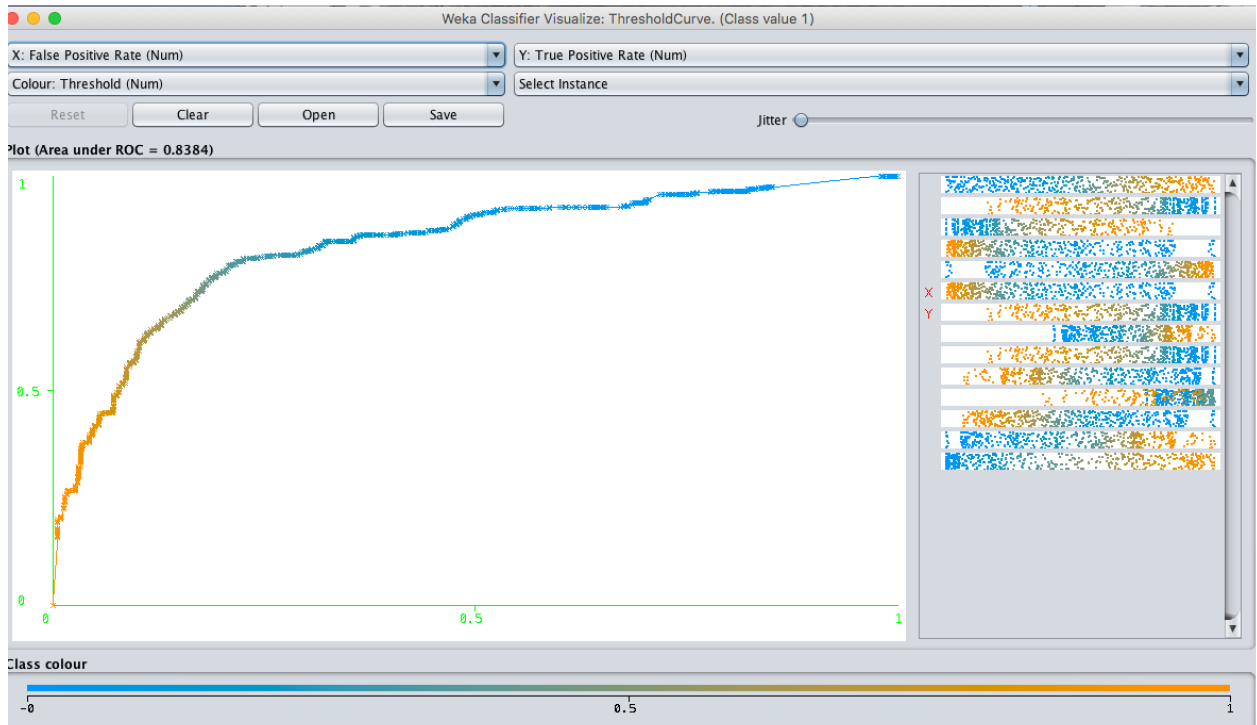 Weka Classifier Visualize: ThresholdCurve. (Class value 1)
X: False Positive Rate (Num)
Y: True Positive Rate (Num)
Colour: Threshold (Num)
Select Instance
Reset
Clear
Open
Save
Jitter
Plot (Area under ROC = 0.8384)
1
0.5
0
0
0.5
1
X
Y
Class colour
-0
0.5
1